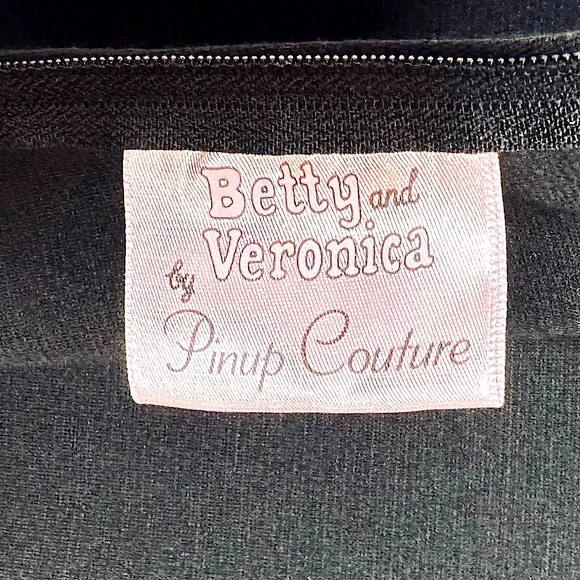 Betty and
Veronica
by
Pinup Couture